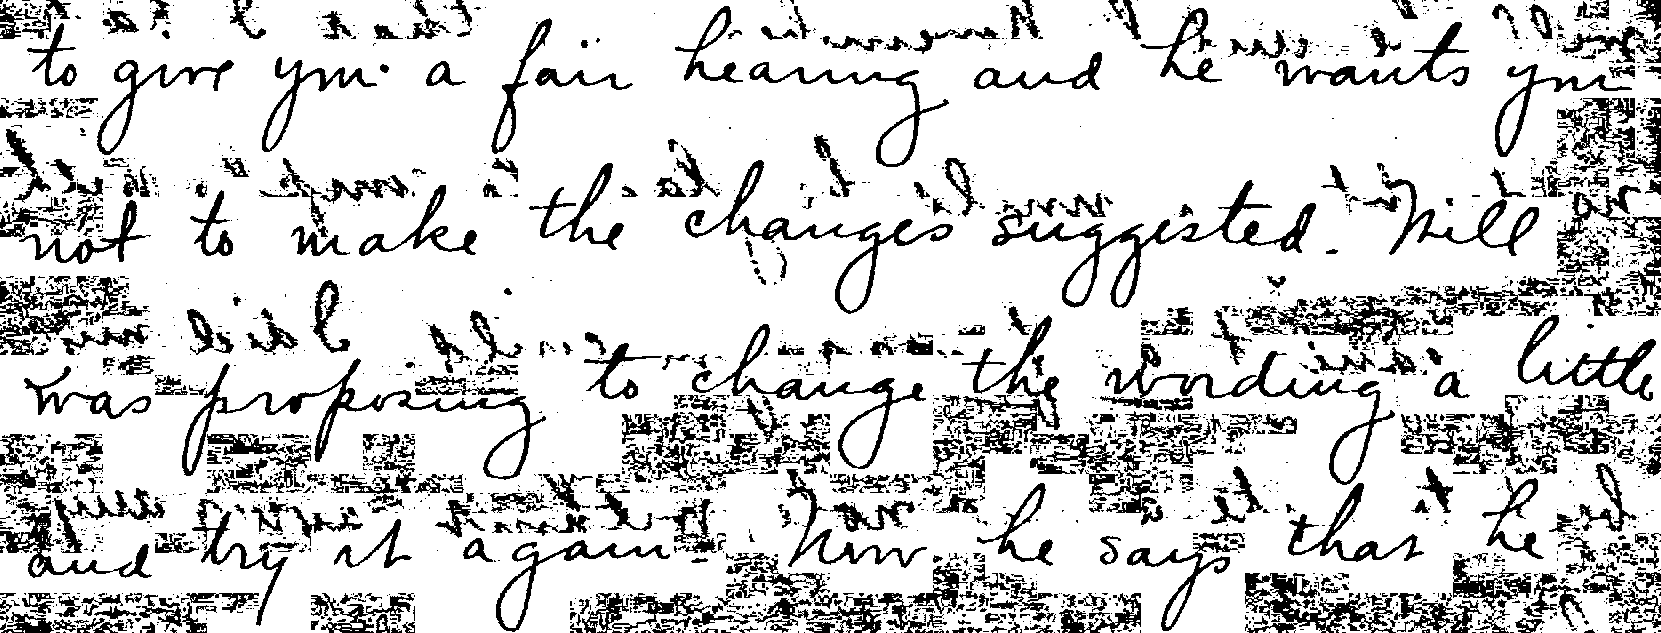 to give you a fair hearing and he wants you
not to make the changes suggested. Will
was proposing to change the wording a little
and try it again. Now he says that he